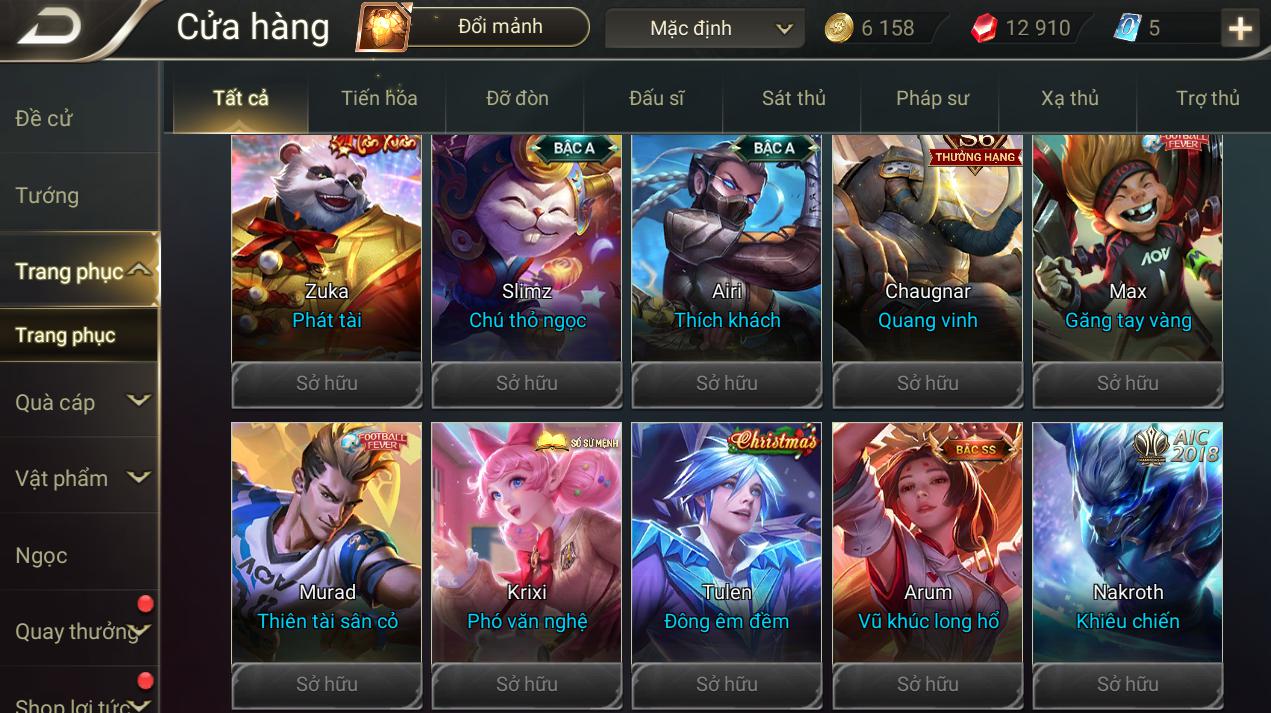 Cửa hàng
Đổi mảnh
Mặc định
6 158
12 910
5
Đề cử
Tướng
Trang phục
Trang phục
Quà cáp
Vật phẩm
Ngọc
Quay thưởng
Shop lợi tức
Tất cả
Tiến hóa
Đỡ đòn
Đấu sĩ
Sát thủ
Pháp sư
Xạ thủ
Trợ thủ
Tân Xuân
Zuka
Phát tài
Sở hữu
BẬC A
Slimz
Chú thỏ ngọc
Sở hữu
BẬC A
Airi
Thích khách
Sở hữu
S6
THƯỞNG HẠNG
Chaugnar
Quang vinh
Sở hữu
FOOTBALL
FEVER
AOV
Max
Găng tay vàng
Sở hữu
FOOTBALL
FEVER
AOV
Murad
Thiên tài sân cỏ
Sở hữu
SỔ SỨ MỆNH
Krixi
Phó văn nghệ
Sở hữu
Christmas
Tulen
Đông êm đềm
Sở hữu
BẬC SS
Arum
Vũ khúc long hổ
Sở hữu
AIC
2018
Nakroth
Khiêu chiến
Sở hữu